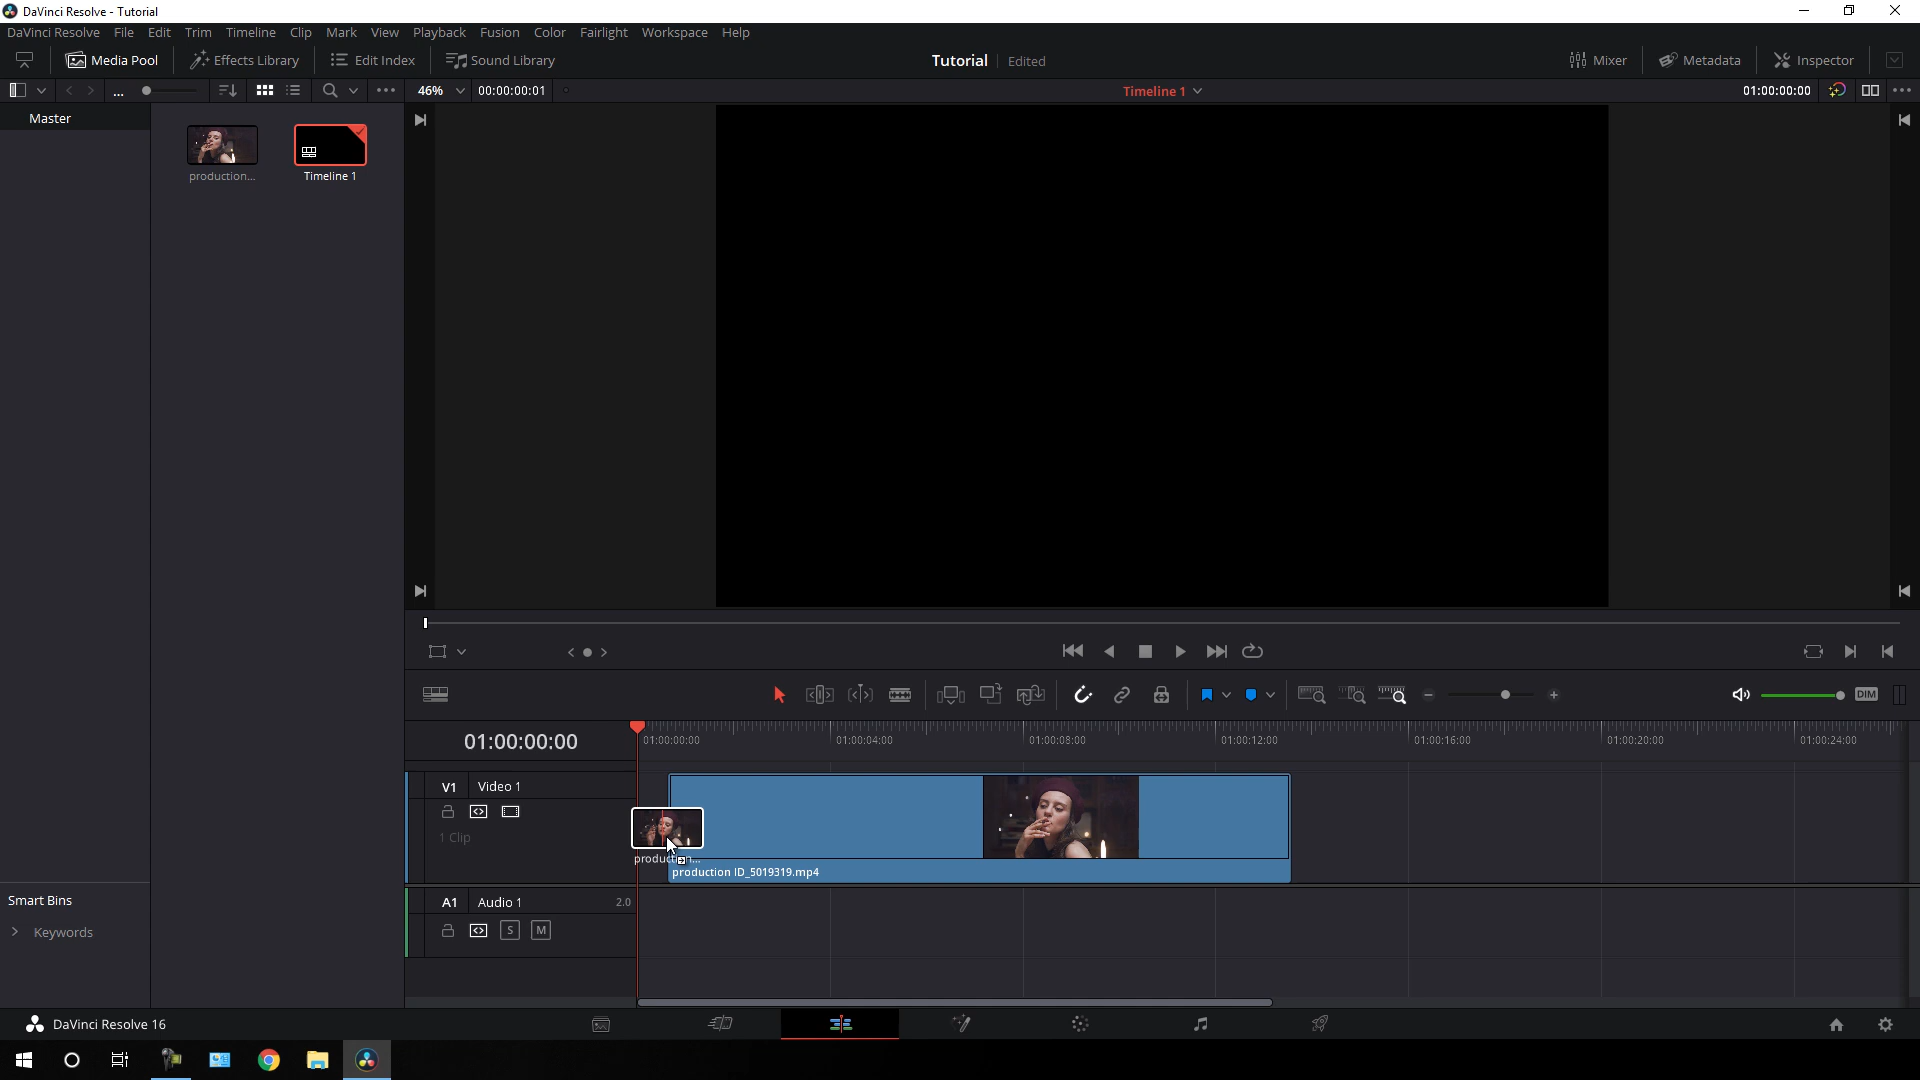 DaVinci Resolve - Tutorial
DaVinci Resolve File Edit Trim Timeline Clip Mark View Playback Fusion Color Fairlight Workspace Help
Media Pool Effects Library Edit Index Sound Library Tutorial Edited Mixer Metadata Inspector
... 46% 00:00:00:01 Timeline 1 01:00:00:00
Master
production... Timeline 1
DIM
01:00:00:00 01:00:00:00 01:00:04:00 01:00:08:00 01:00:12:00 01:00:16:00 01:00:20:00 01:00:24:00
V1 Video 1
1 Clip
production...
production ID_5019319.mp4
Smart Bins
A1 Audio 1 2.0
S M
Keywords
DaVinci Resolve 16